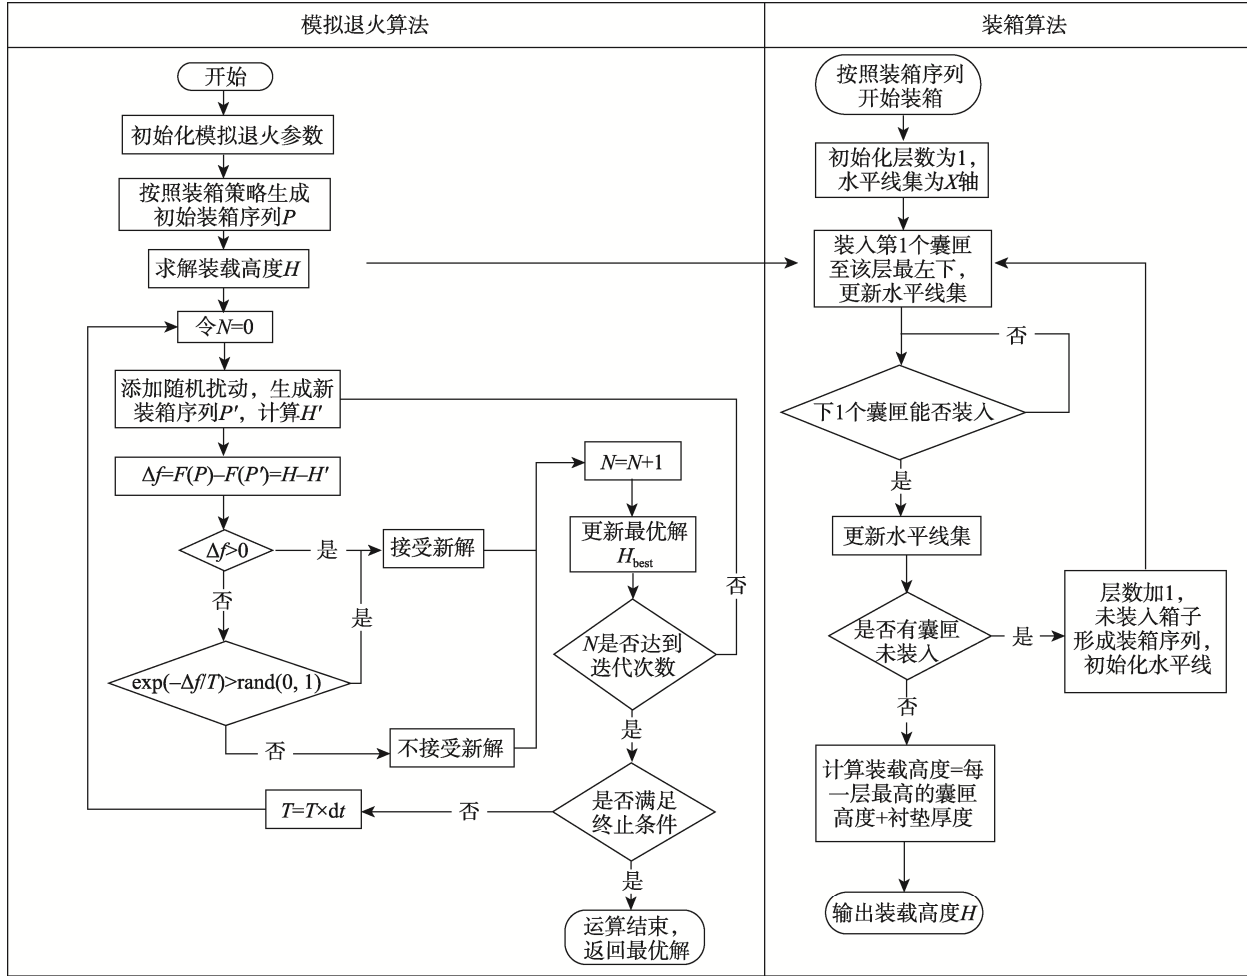 模拟退火算法
开始
初始化模拟退火参数
按照装箱策略生成
初始装箱序列P
求解装载高度H
令N=0
添加随机扰动，生成新
装箱序列P′，计算H′
Δf=F(P)–F(P′)=H–H′
Δf>0
是
接受新解
否
是
exp(–Δf/T)>rand(0, 1)
否
不接受新解
N=N+1
更新最优解
Hbest
否
N是否达到
迭代次数
是
是否满足
终止条件
否
T=T×dt
是
运算结束，
返回最优解
装箱算法
按照装箱序列
开始装箱
初始化层数为1，
水平线集为X轴
装入第1个囊匣
至该层最左下，
更新水平线集
否
下1个囊匣能否装入
是
更新水平线集
是否有囊匣
未装入
是
层数加1，
未装入箱子
形成装箱序列，
初始化水平线
否
计算装载高度=每
一层最高的囊匣
高度+衬垫厚度
输出装载高度H